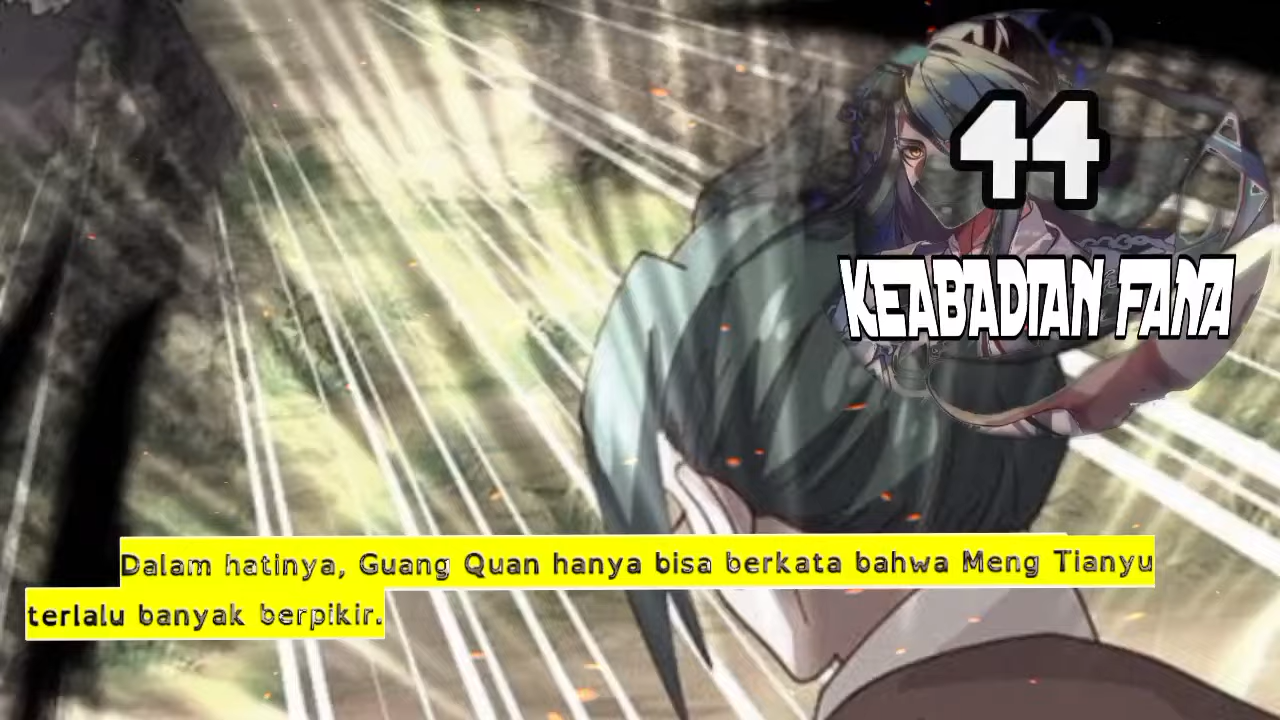 44
KEABADIAN FANA
Dalam hatinya, Guang Quan hanya bisa berkata bahwa Meng Tianyu
terlalu banyak berpikir.